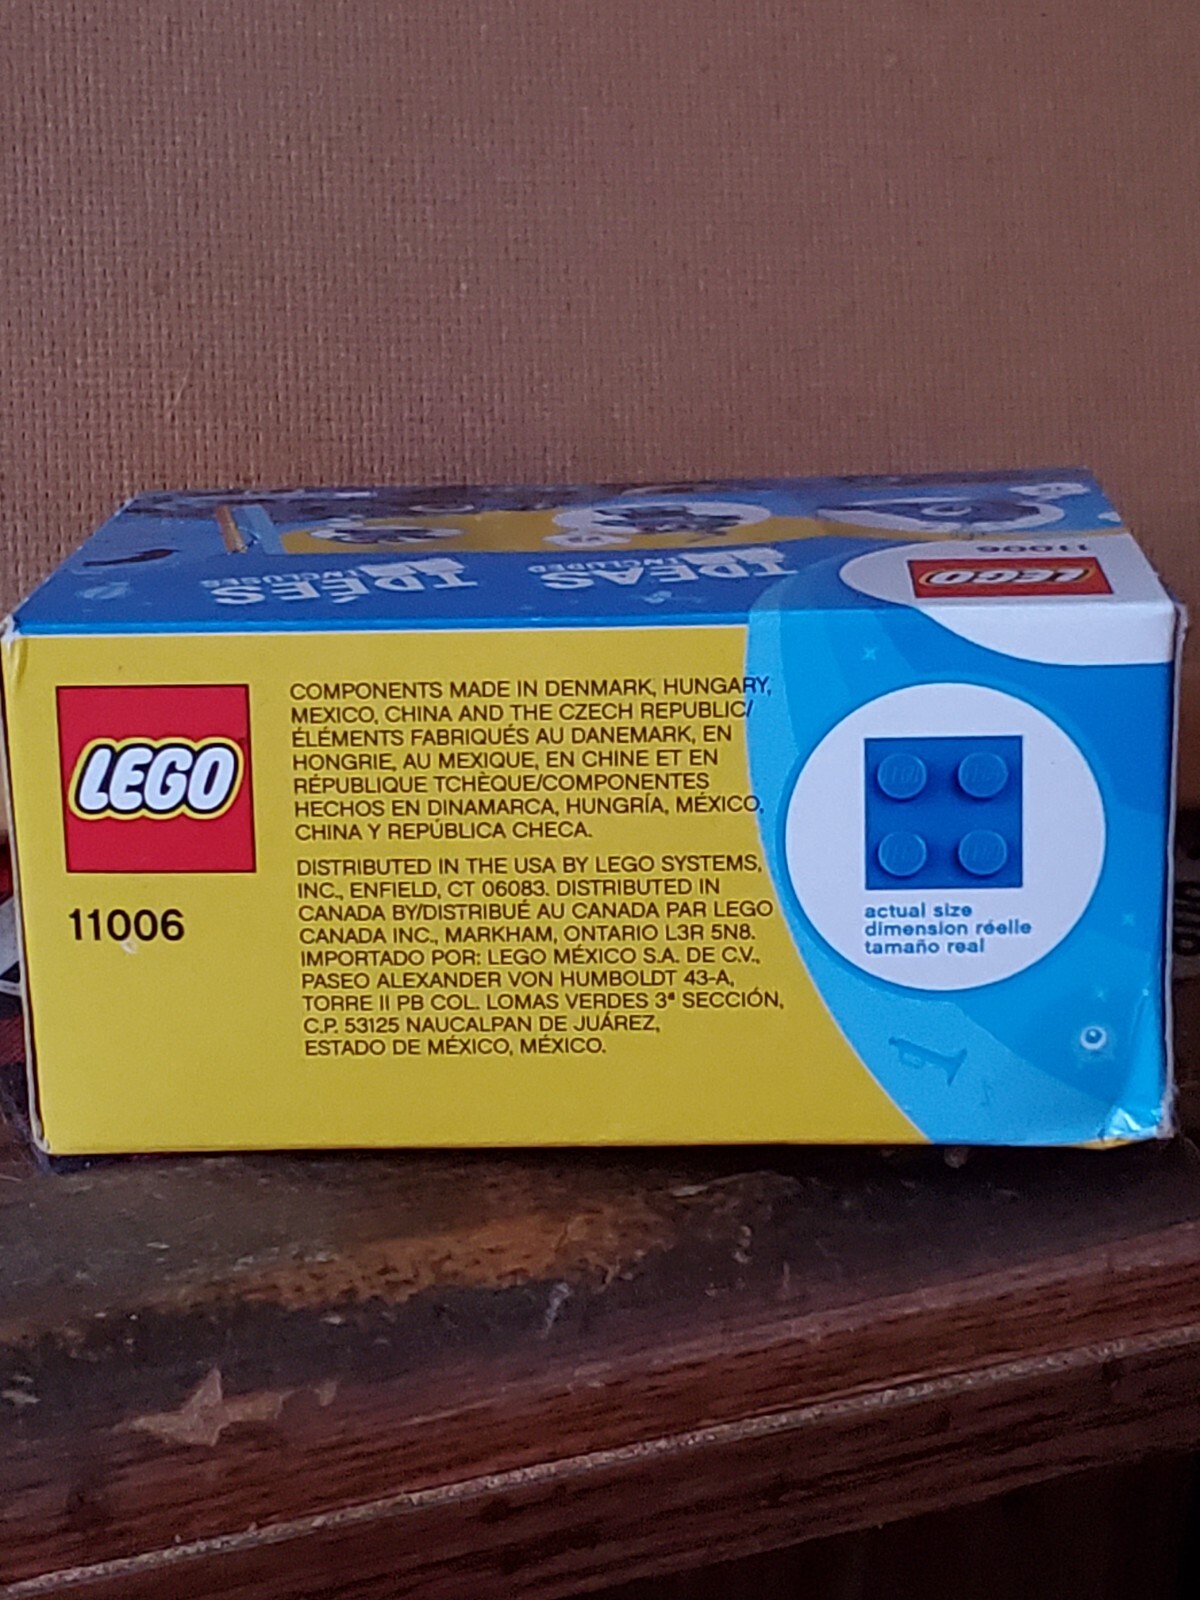 IDÉES
INCLUSES
IDEAS
INCLUDED
11006
LEGO
LEGO
11006
COMPONENTS MADE IN DENMARK, HUNGARY,
MEXICO, CHINA AND THE CZECH REPUBLIC/
ÉLÉMENTS FABRIQUÉS AU DANEMARK, EN
HONGRIE, AU MEXIQUE, EN CHINE ET EN
RÉPUBLIQUE TCHÈQUE/COMPONENTES
HECHOS EN DINAMARCA, HUNGRÍA, MÉXICO,
CHINA Y REPÚBLICA CHECA.
DISTRIBUTED IN THE USA BY LEGO SYSTEMS,
INC., ENFIELD, CT 06083. DISTRIBUTED IN
CANADA BY/DISTRIBUÉ AU CANADA PAR LEGO
CANADA INC., MARKHAM, ONTARIO L3R 5N8.
IMPORTADO POR: LEGO MÉXICO S.A. DE C.V.,
PASEO ALEXANDER VON HUMBOLDT 43-A,
TORRE II PB COL. LOMAS VERDES 3ª SECCIÓN,
C.P. 53125 NAUCALPAN DE JUÁREZ,
ESTADO DE MÉXICO, MÉXICO.
actual size
dimension réelle
tamaño real